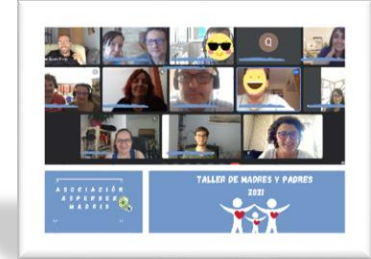 Q
TALLER DE MADRES Y PADRES
2021
ASOCIACIÓN
ASPERGER
MADRID